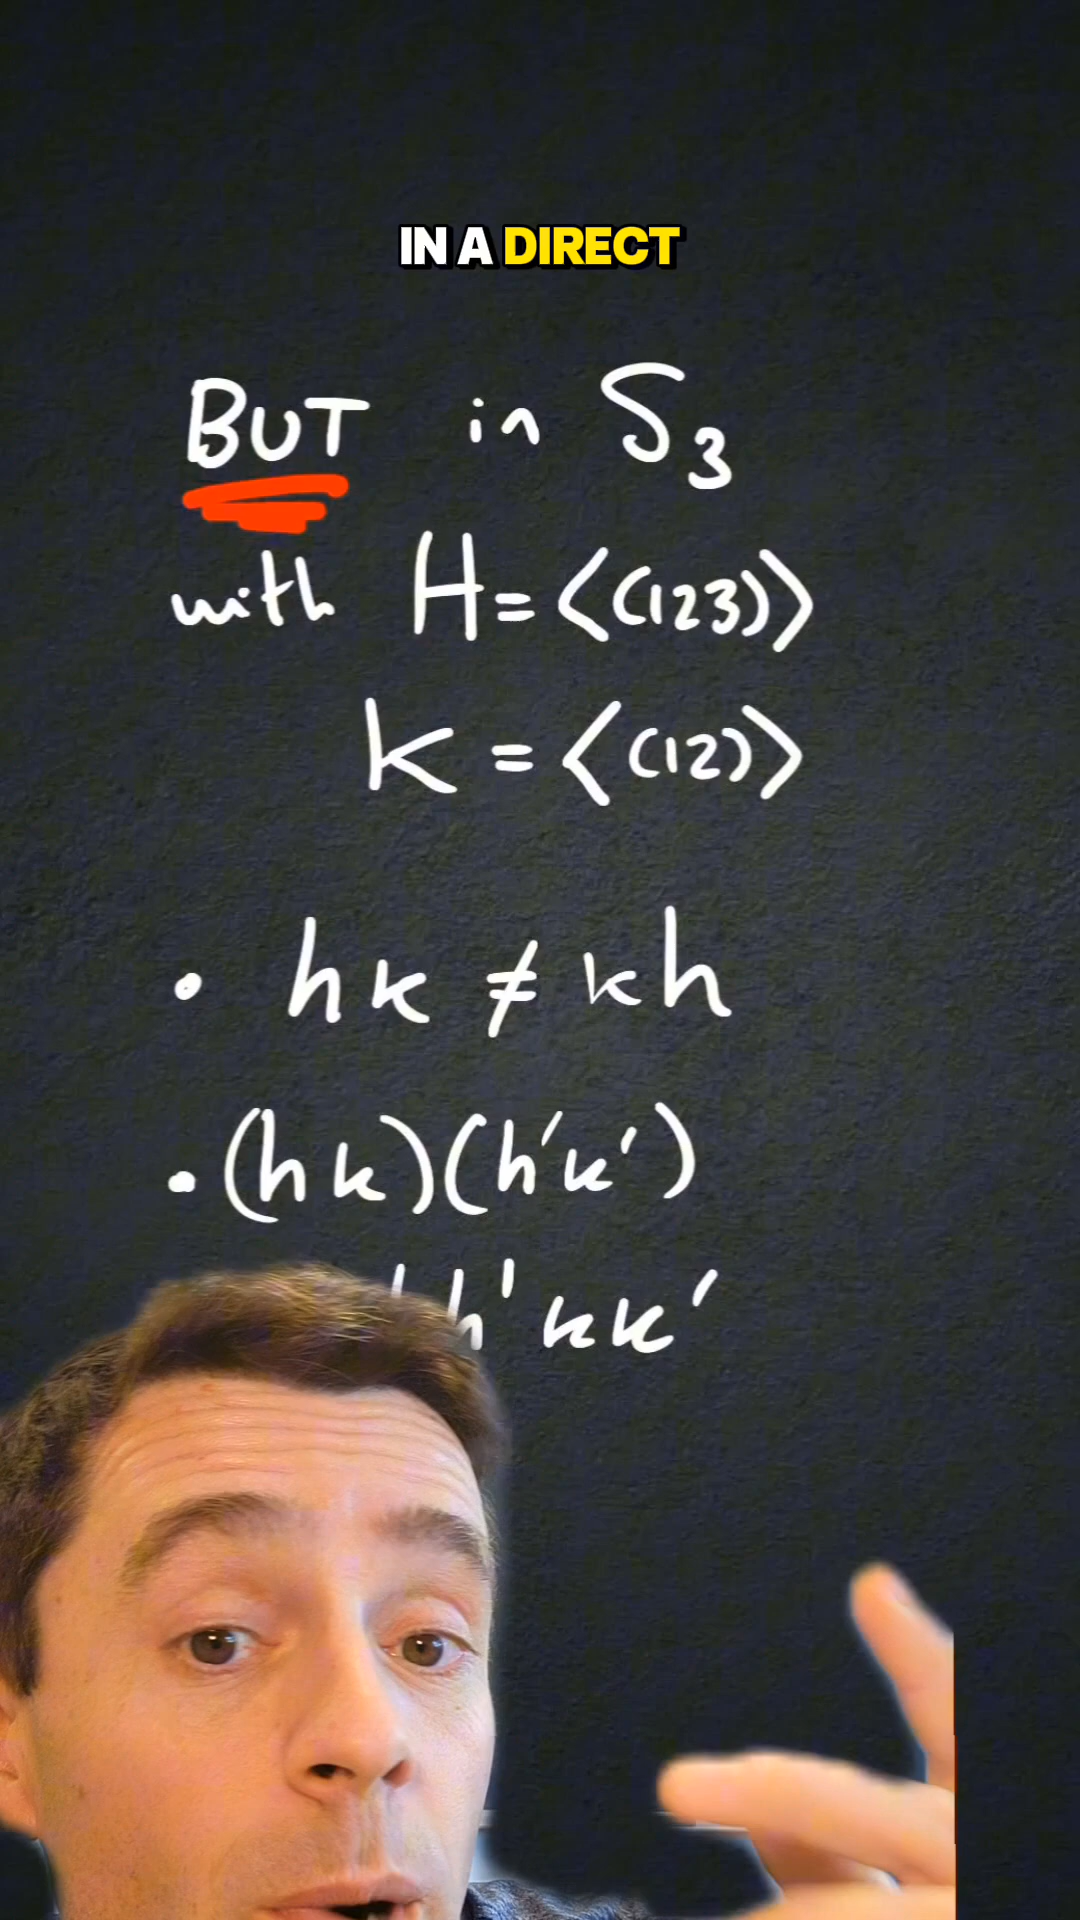 IN A DIRECT
BUT in S₃
with H=⟨(123)⟩
K = ⟨(12)⟩
• hk ≠ kh
• (hk)(h'k')
h'kk'